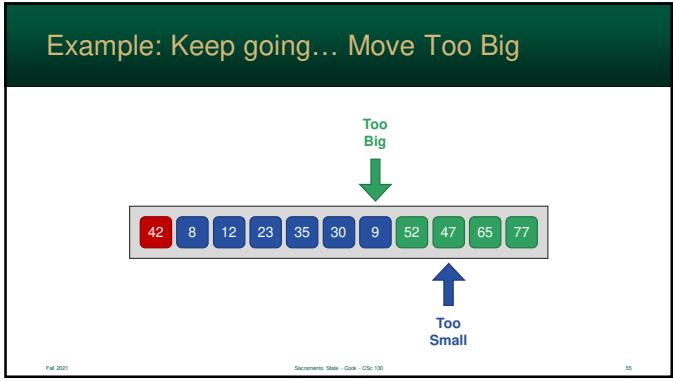 Example: Keep going… Move Too Big
Too
Big
42 8 12 23 35 30 9 52 47 65 77
Too
Small
Fall 2021 Sacramento State - Cook - CSc 130 55